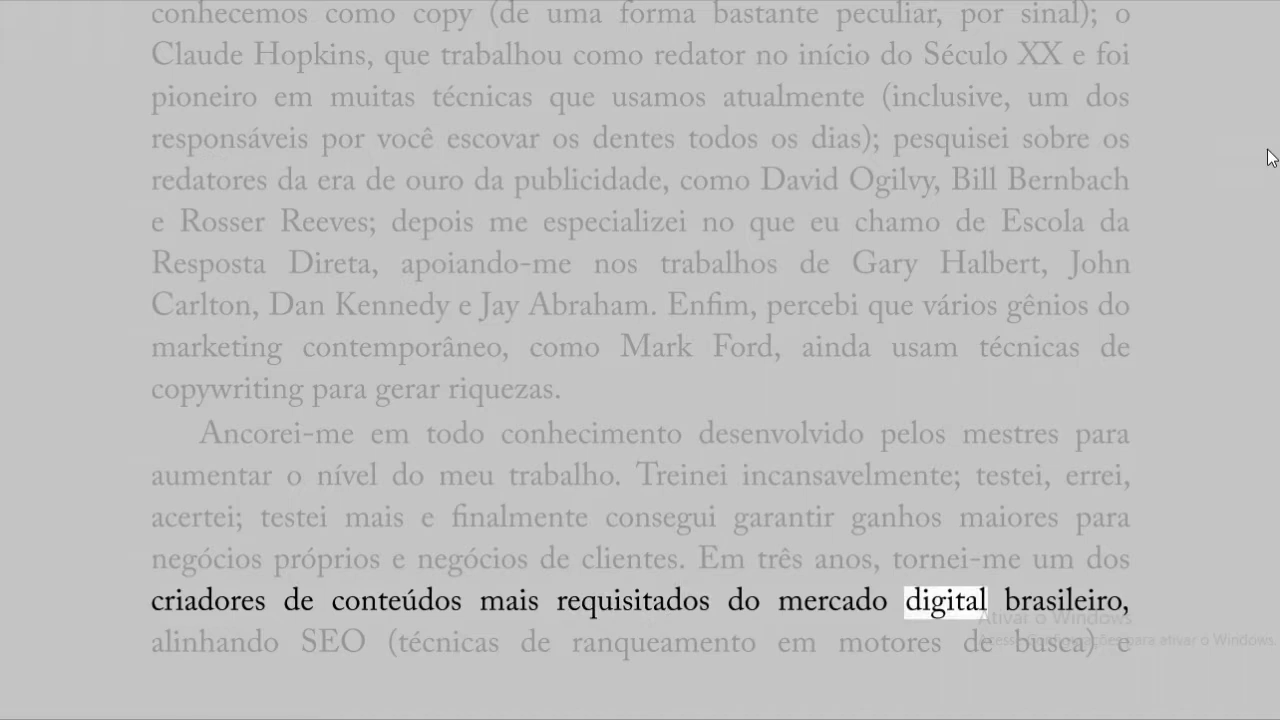 conhecemos como copy (de uma forma bastante peculiar, por sinal); o
Claude Hopkins, que trabalhou como redator no início do Século XX e foi
pioneiro em muitas técnicas que usamos atualmente (inclusive, um dos
responsáveis por você escovar os dentes todos os dias); pesquisei sobre os
redatores da era de ouro da publicidade, como David Ogilvy, Bill Bernbach
e Rosser Reeves; depois me especializei no que eu chamo de Escola da
Resposta Direta, apoiando-me nos trabalhos de Gary Halbert, John
Carlton, Dan Kennedy e Jay Abraham. Enfim, percebi que vários gênios do
marketing contemporâneo, como Mark Ford, ainda usam técnicas de
copywriting para gerar riquezas.
Ancorei-me em todo conhecimento desenvolvido pelos mestres para
aumentar o nível do meu trabalho. Treinei incansavelmente; testei, errei,
acertei; testei mais e finalmente consegui garantir ganhos maiores para
negócios próprios e negócios de clientes. Em três anos, tornei-me um dos
criadores de conteúdos mais requisitados do mercado digital brasileiro,
alinhando SEO (técnicas de ranqueamento em motores de busca) e
Ativar o Windows
Acesse Configurações para ativar o Windows.